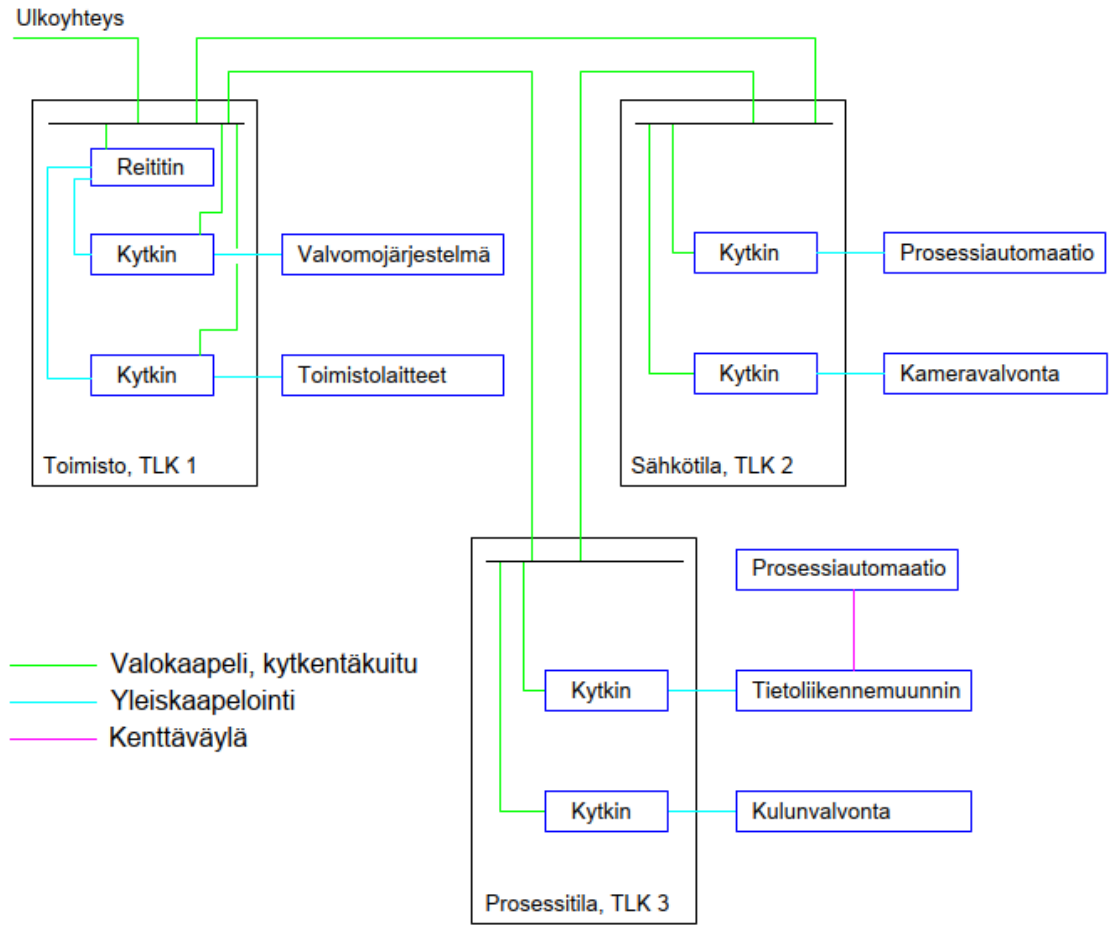 Ulkoyhteys
Reititin
Kytkin
Valvomojärjestelmä
Kytkin
Toimistolaitteet
Toimisto, TLK 1
Kytkin
Prosessiautomaatio
Kytkin
Kameravalvonta
Sähkötila, TLK 2
Prosessiautomaatio
Kytkin
Tietoliikennemuunnin
Kytkin
Kulunvalvonta
Prosessitila, TLK 3
Valokaapeli, kytkentäkuitu
Yleiskaapelointi
Kenttäväylä